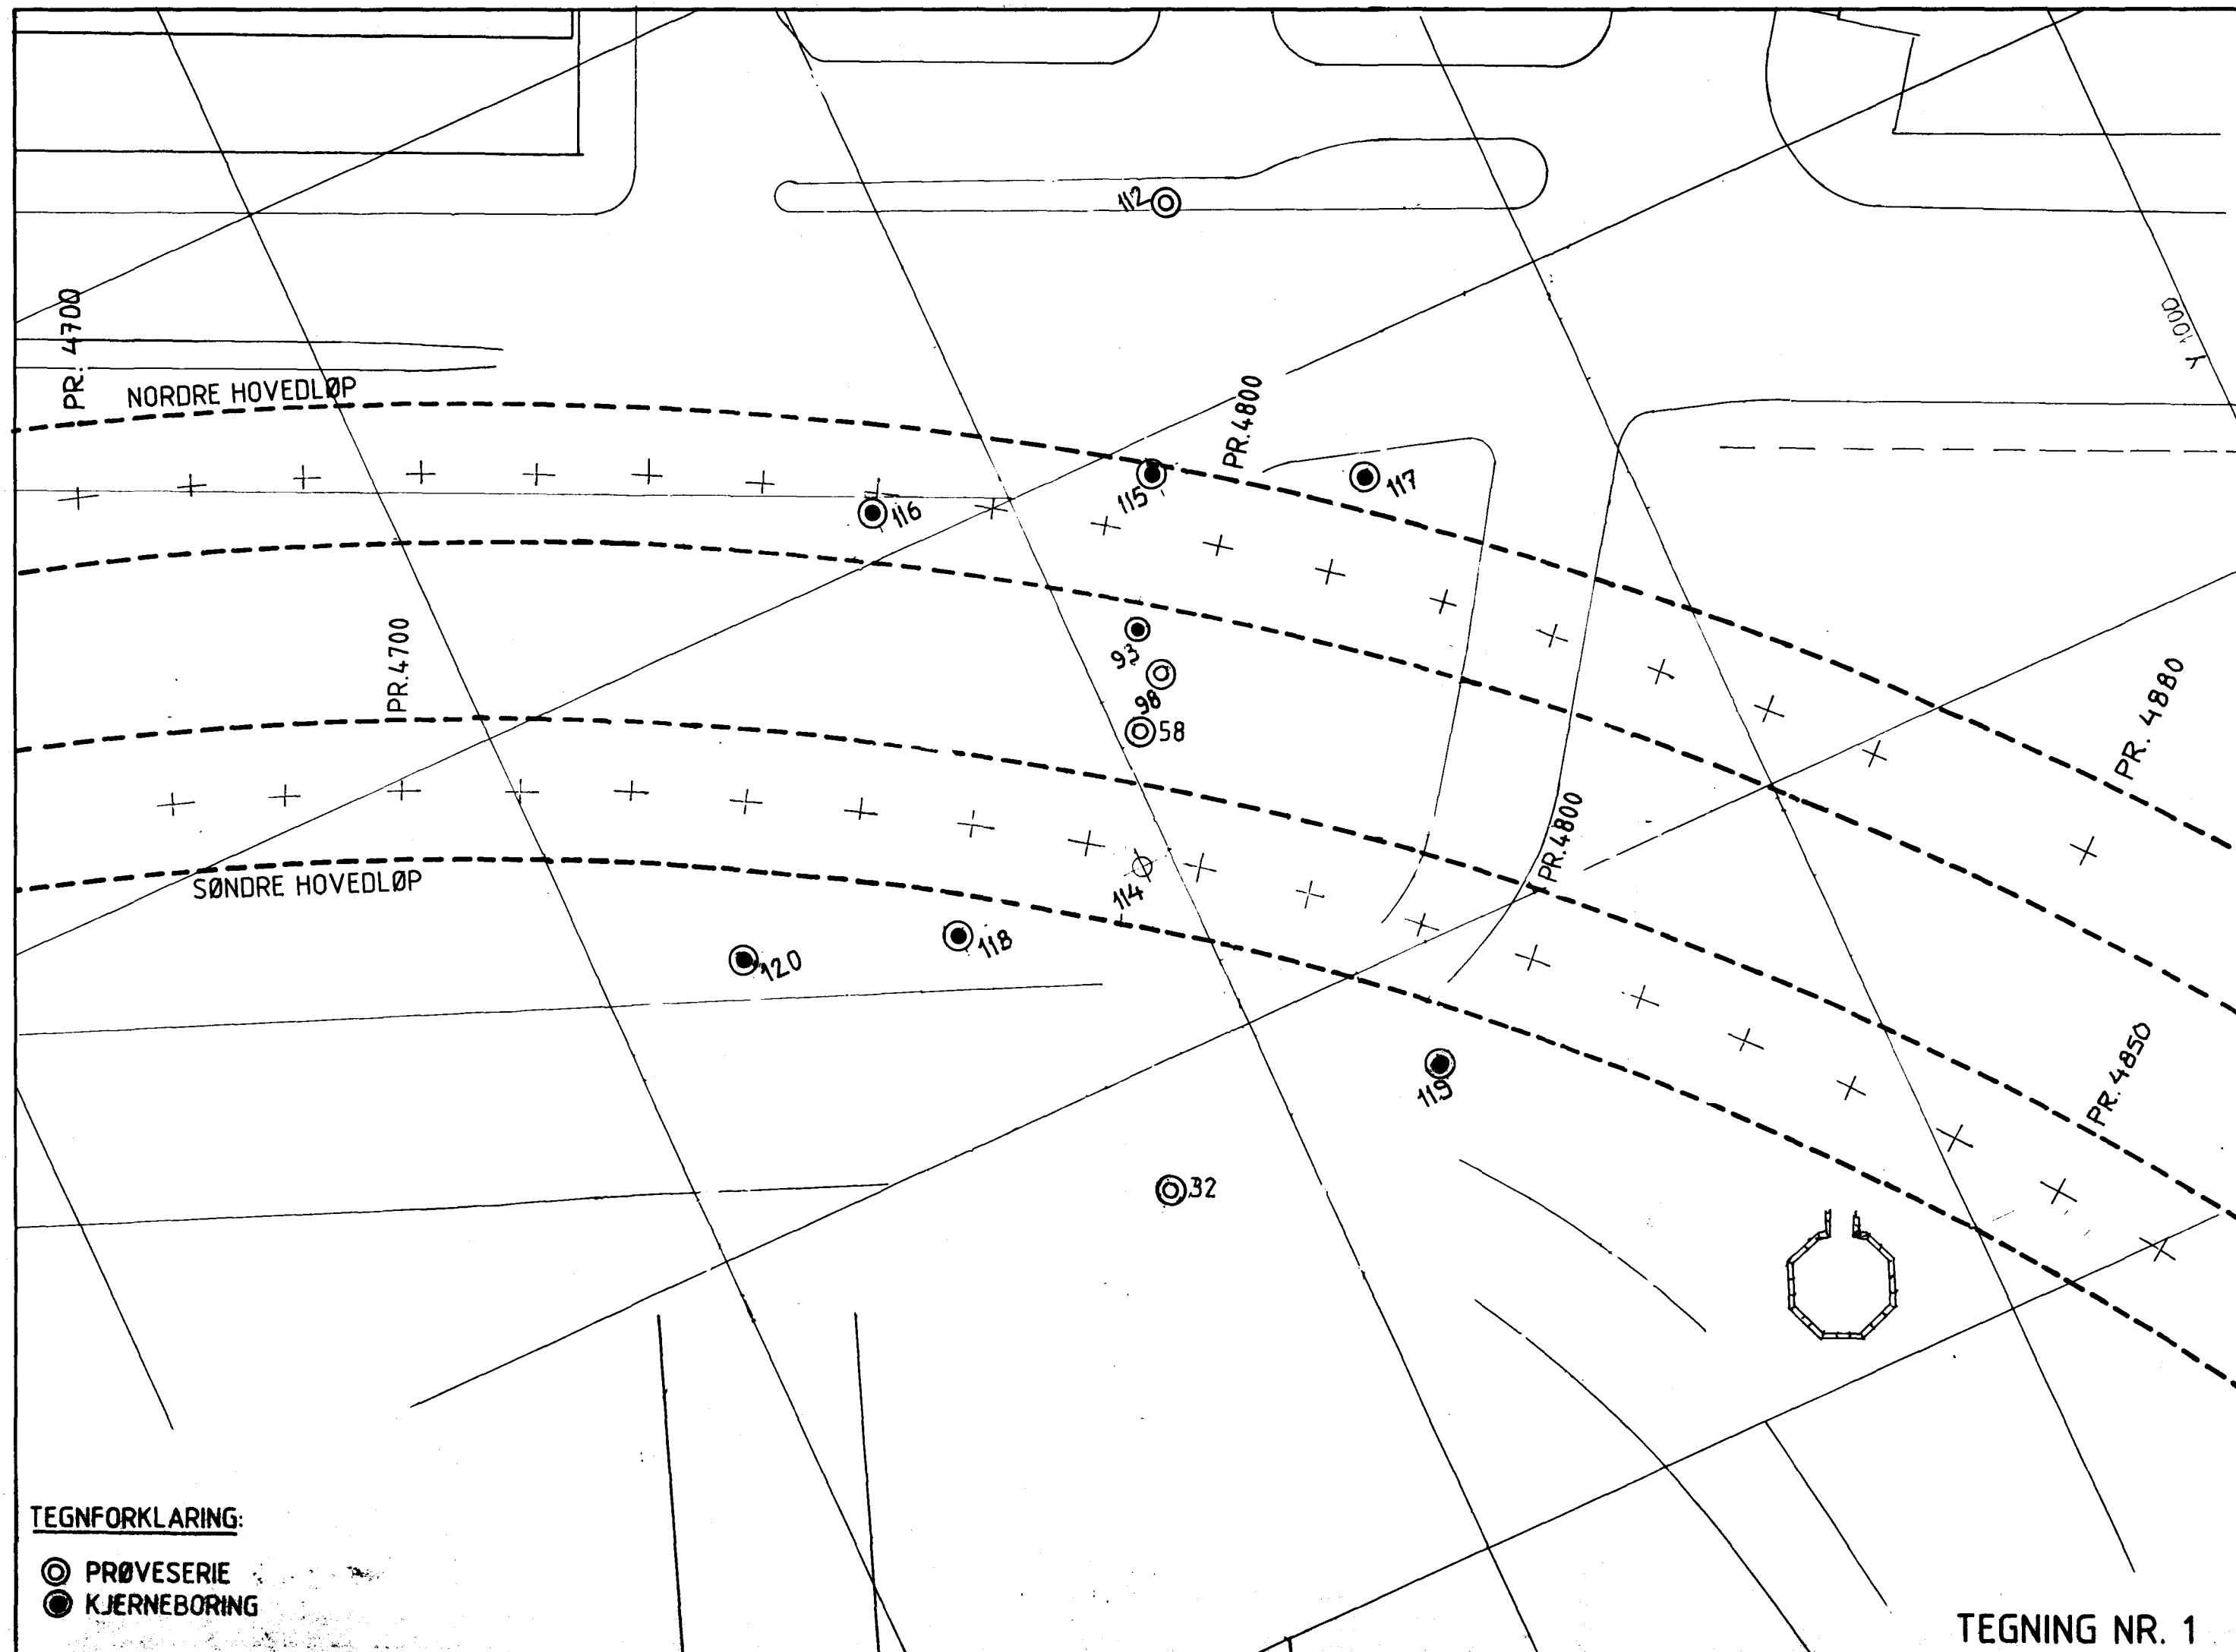 112
PR. 4700
Y 1000
NORDRE HOVEDLØP
PR.4800
115
117
116
93
98
58
PR.4700
PR. 4880
PR.4800
SØNDRE HOVEDLØP
114
118
120
119
PR.4850
32
TEGNFORKLARING:
PRØVESERIE
KJERNEBORING
TEGNING NR. 1